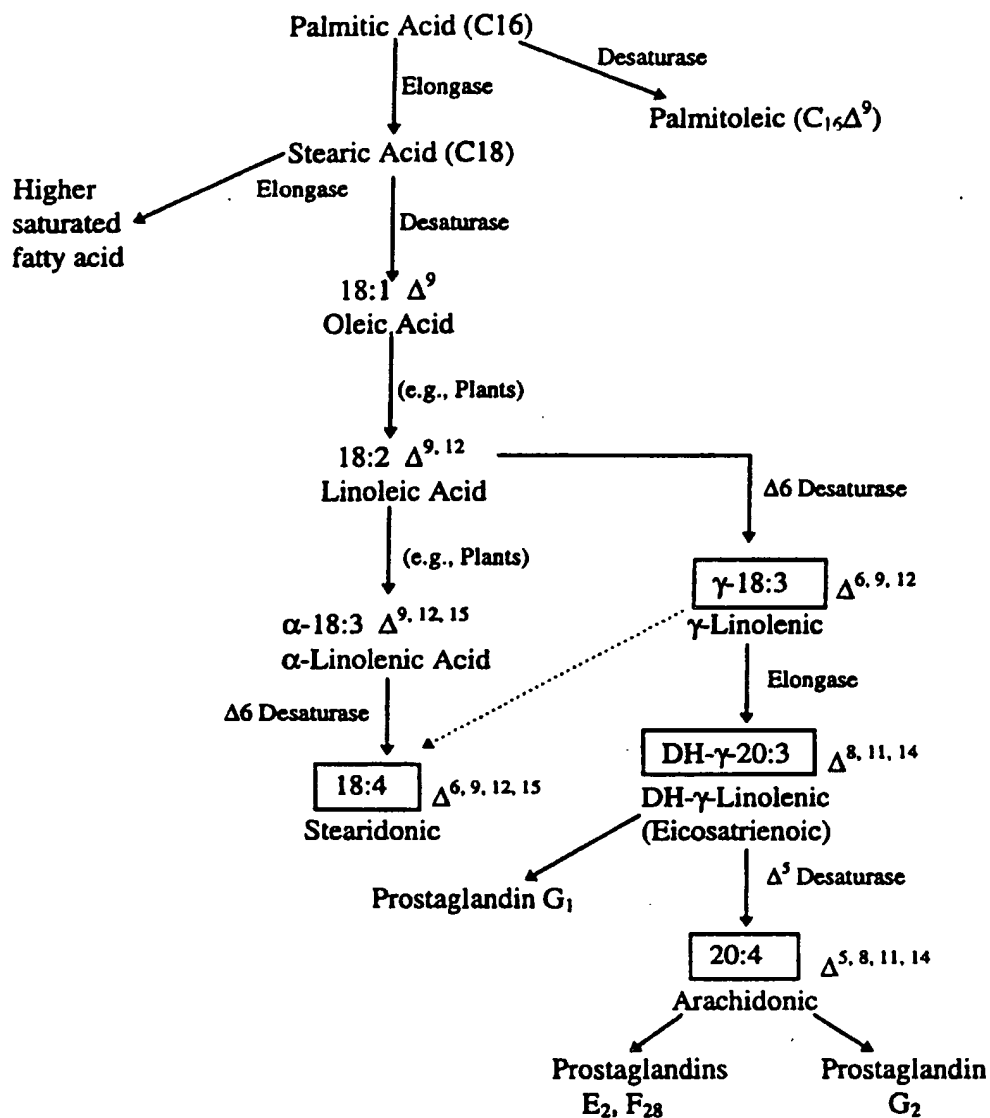 Palmitic Acid (C16)
Desaturase
Elongase
Palmitoleic (C₁₆Δ⁹)
Stearic Acid (C18)
Elongase
Higher
saturated
fatty acid
Desaturase
18:1 Δ⁹
Oleic Acid
(e.g., Plants)
18:2 Δ⁹, ¹²
Linoleic Acid
Δ6 Desaturase
(e.g., Plants)
γ-18:3 Δ⁶, ⁹, ¹²
γ-Linolenic
α-18:3 Δ⁹, ¹², ¹⁵
α-Linolenic Acid
Elongase
Δ6 Desaturase
DH-γ-20:3 Δ⁸, ¹¹, ¹⁴
18:4 Δ⁶, ⁹, ¹², ¹⁵
Stearidonic
DH-γ-Linolenic
(Eicosatrienoic)
Δ⁵ Desaturase
Prostaglandin G₁
20:4 Δ⁵, ⁸, ¹¹, ¹⁴
Arachidonic
Prostaglandins
E₂, F₂₈
Prostaglandin
G₂